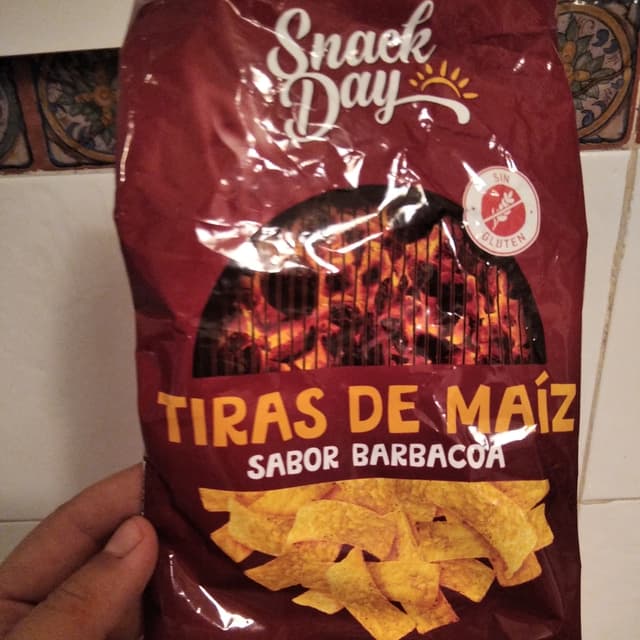 Snack
Day
SIN
GLUTEN
TIRAS DE MAÍZ
SABOR BARBACOA